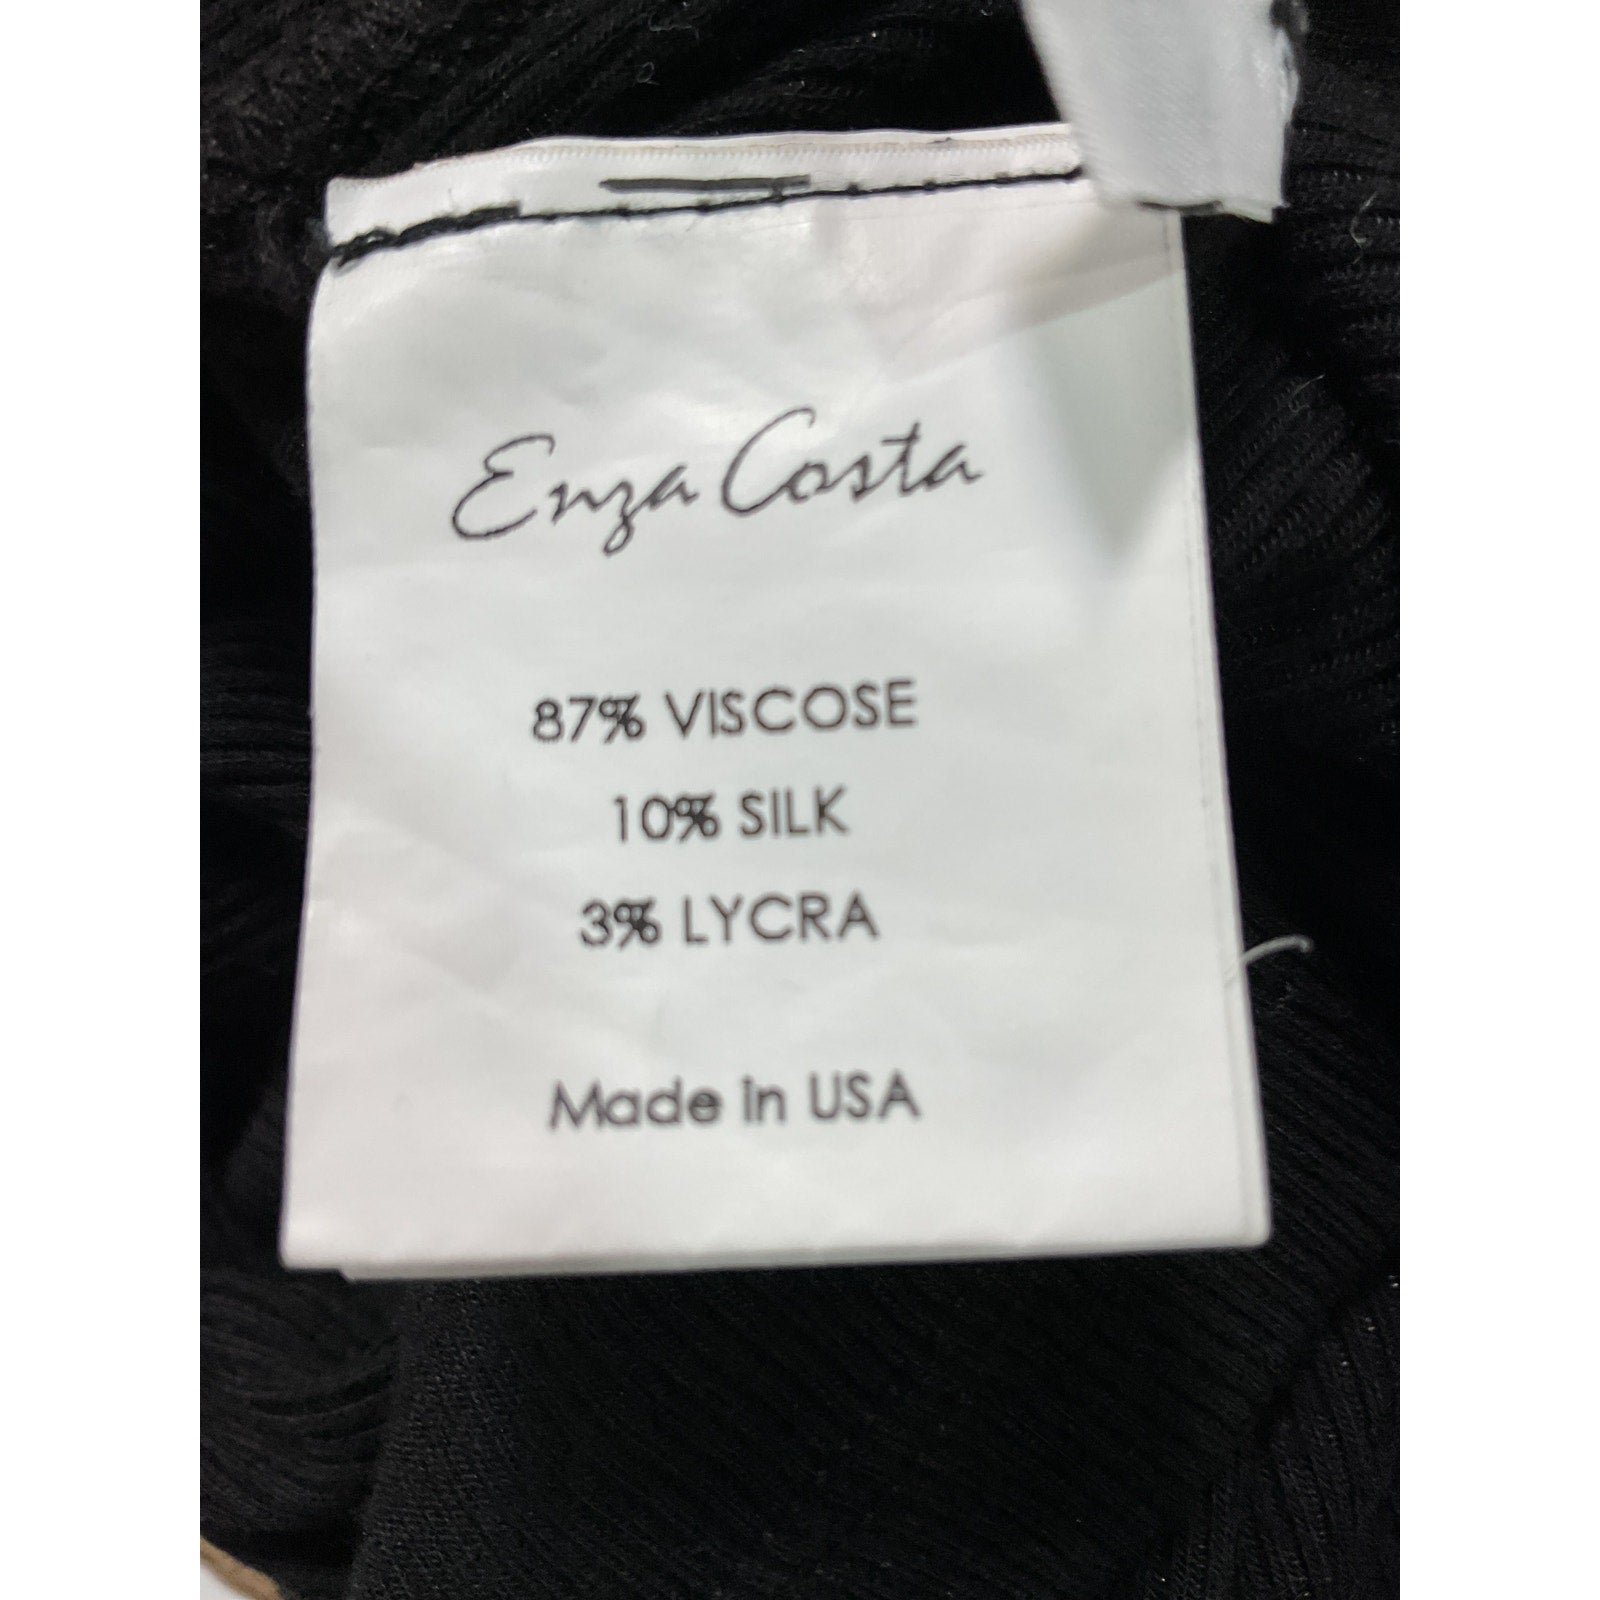 Enza Costa
87% VISCOSE
10% SILK
3% LYCRA
Made in USA